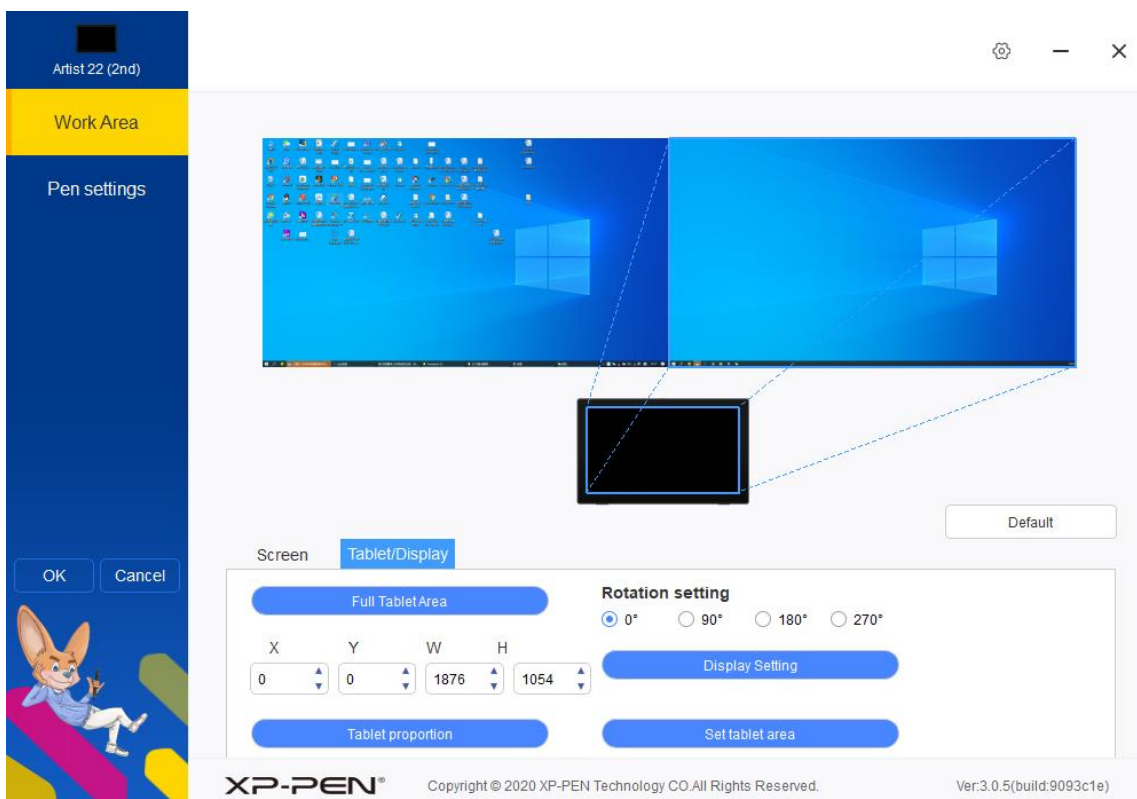 Artist 22 (2nd)
Work Area
Pen settings
OK Cancel
Default
Screen Tablet/Display
Full Tablet Area
Rotation setting
0° 90° 180° 270°
X Y W H
0 0 1876 1054
Display Setting
Tablet proportion
Set tablet area
XP-PEN®
Copyright © 2020 XP-PEN Technology CO.All Rights Reserved.
Ver:3.0.5(build:9093c1e)